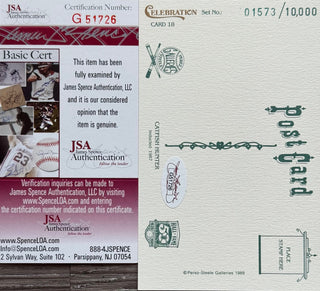 JSA
Authentication
Certification Number:
G 51726
James Spence
Basic Cert
This item has been
fully examined by
James Spence Authentication, LLC
and it is our considered
opinion that the
item is genuine.
JSA
Authentication
Verification inquiries can be made to
James Spence Authentication, LLC by visiting
www.SpenceLOA.com and entering
the certification number indicated on this certificate.
JSA
Authentication
www.SpenceLOA.com
Info@SpenceLOA.com
888-4JSPENCE
2 Sylvan Way, Suite 102 • Parsippany, NJ 07054
CELEBRATION
Set No.: 01573/10,000
CARD 18
CATFISH HUNTER
Inducted 1987
Post Card
JSA
PLACE
STAMP HERE
© Perez-Steele Galleries 1989